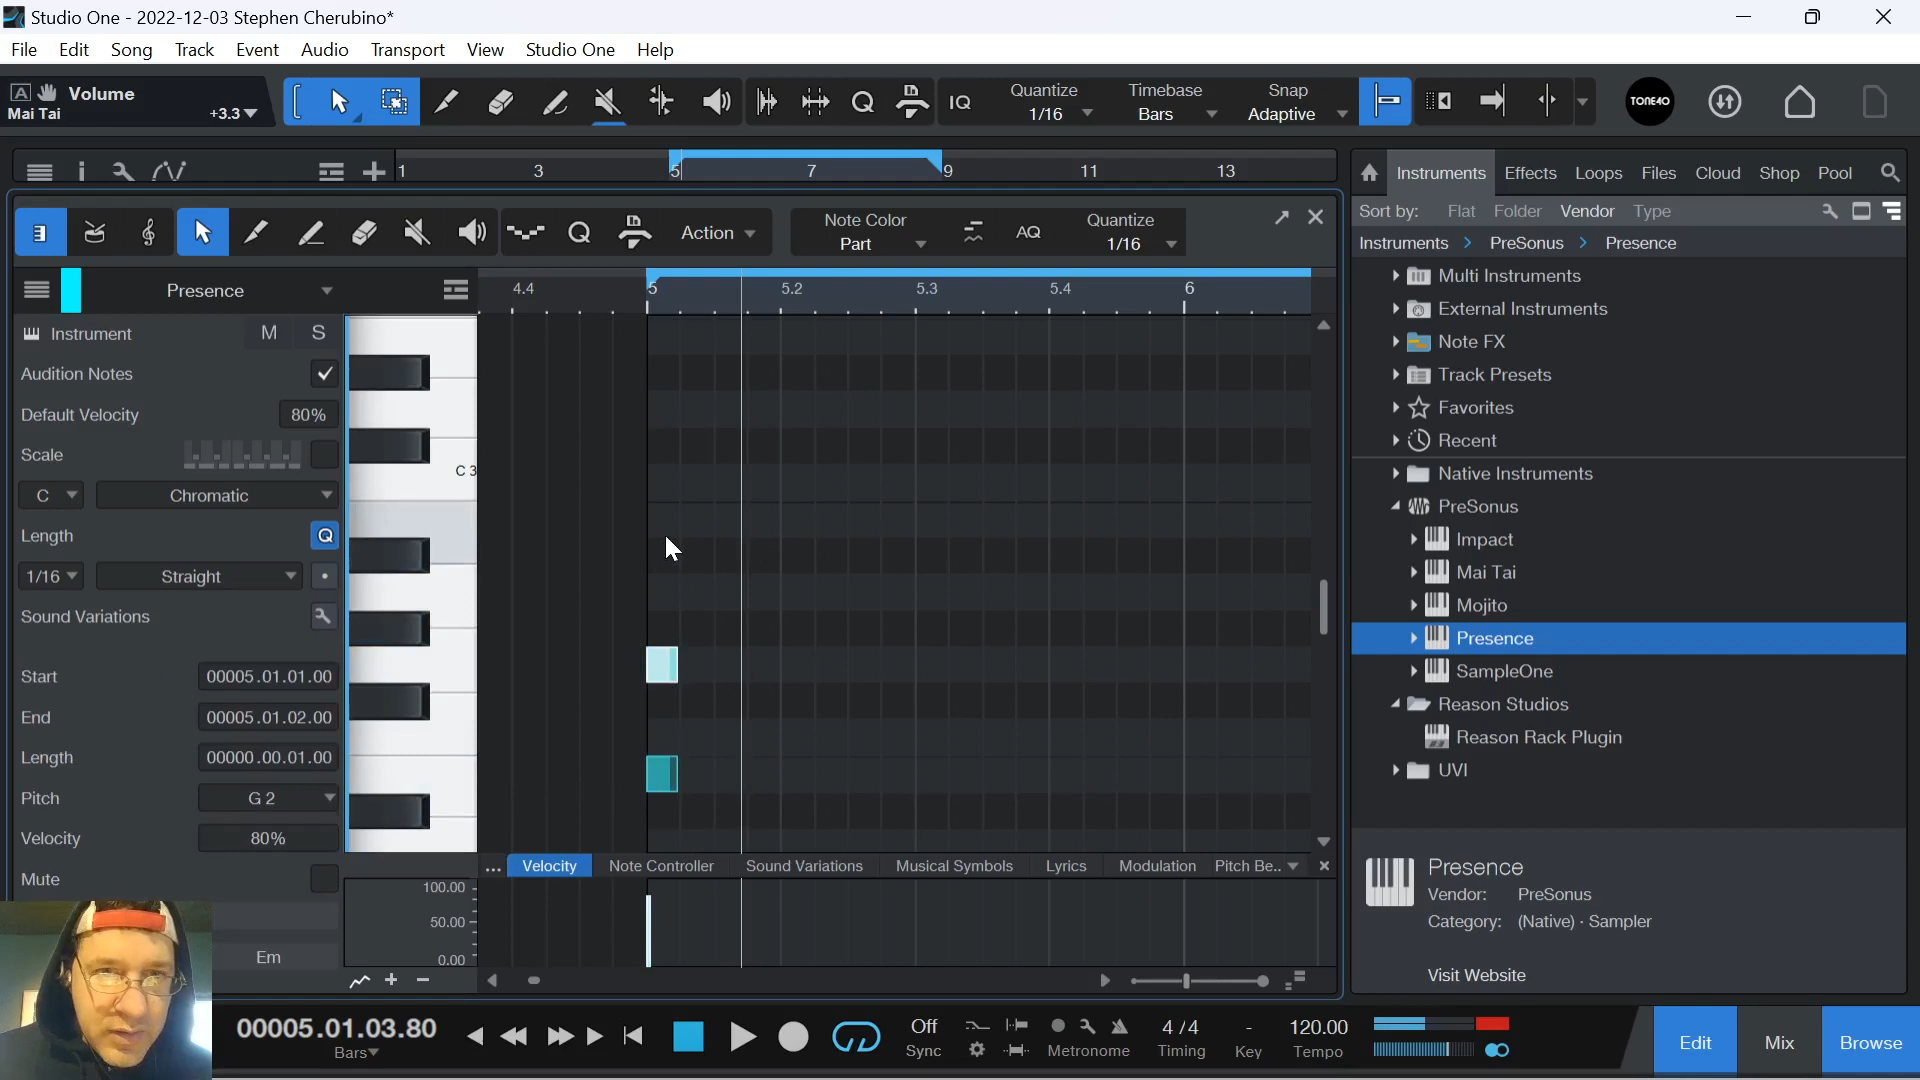 Studio One - 2022-12-03 Stephen Cherubino*
File Edit Song Track Event Audio Transport View Studio One Help
A Volume
Mai Tai +3.3
Q IQ
Quantize
1/16
Timebase
Bars
Snap
Adaptive
TONE40
1 3 5 7 9 11 13
Instruments Effects Loops Files Cloud Shop Pool
Q Action
Note Color
Part
AQ
Quantize
1/16
Sort by: Flat Folder Vendor Type
Instruments > PreSonus > Presence
Presence
4.4 5 5.2 5.3 5.4 6
Instrument M S
Audition Notes
Default Velocity 80%
Scale
C Chromatic
Length Q
1/16 Straight
Sound Variations
Start 00005.01.01.00
End 00005.01.02.00
Length 00000.00.01.00
Pitch G 2
Velocity 80%
Mute
Em
C 3
... Velocity Note Controller Sound Variations Musical Symbols Lyrics Modulation Pitch Be..
100.00
50.00
0.00
Multi Instruments
External Instruments
Note FX
Track Presets
Favorites
Recent
Native Instruments
PreSonus
Impact
Mai Tai
Mojito
Presence
SampleOne
Reason Studios
Reason Rack Plugin
UVI
Presence
Vendor: PreSonus
Category: (Native) · Sampler
Visit Website
00005.01.03.80
Bars
Off
Sync
Metronome
4 / 4
Timing
-
Key
120.00
Tempo
Edit Mix Browse